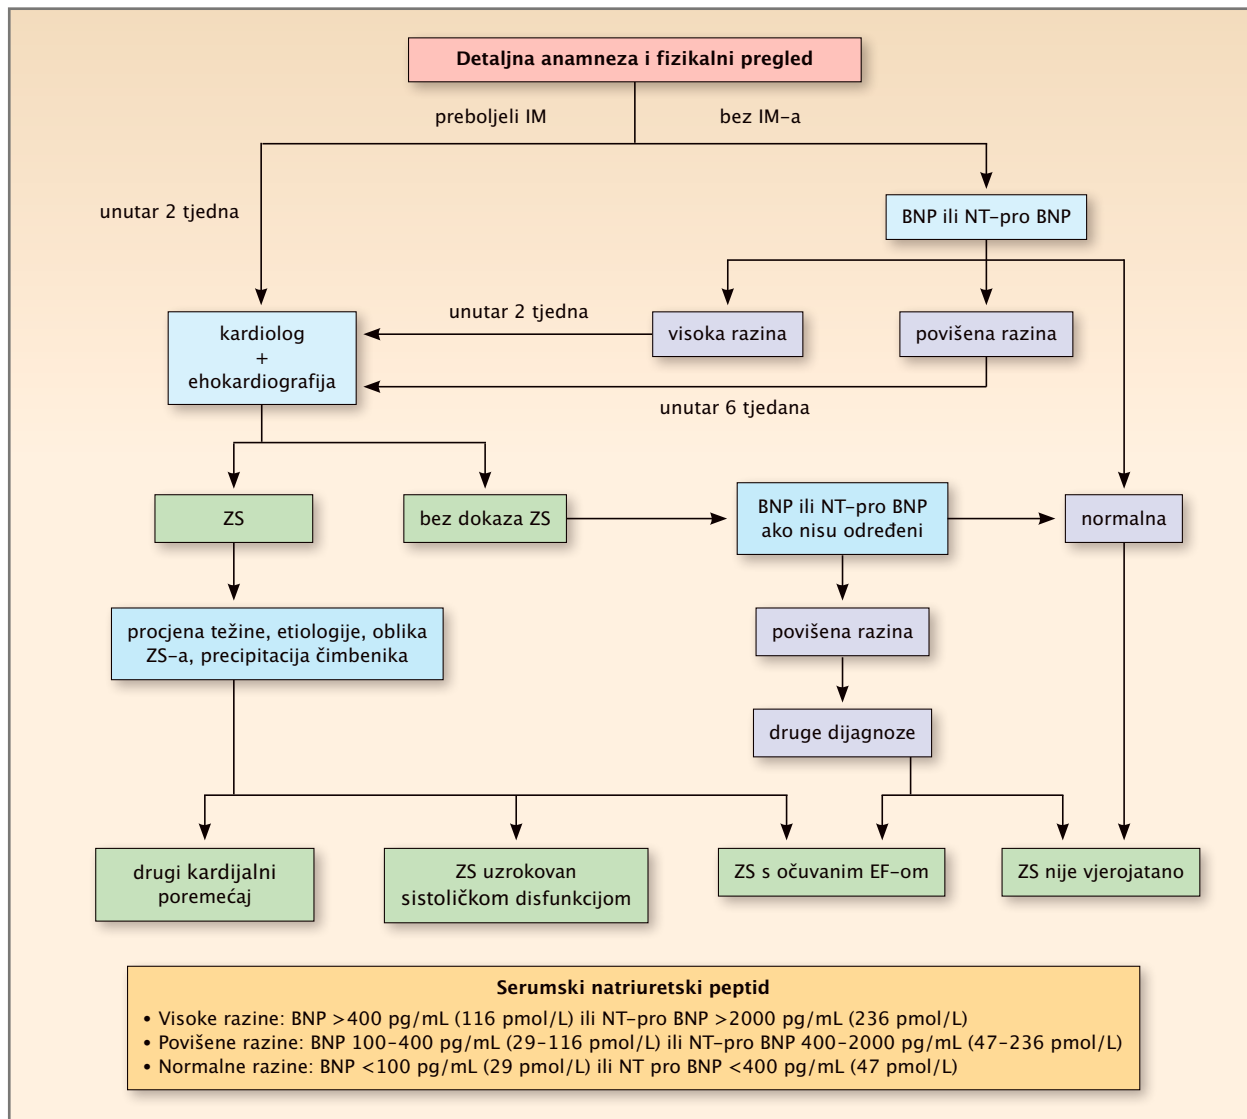 Detaljna anamneza i fizikalni pregled
preboljeli IM
bez IM-a
unutar 2 tjedna
BNP ili NT-pro BNP
unutar 2 tjedna
visoka razina
povišena razina
kardiolog
+
ehokardiografija
unutar 6 tjedana
ZS
bez dokaza ZS
BNP ili NT-pro BNP
ako nisu određeni
normalna
procjena težine, etiologije, oblika
ZS-a, precipitacija čimbenika
povišena razina
druge dijagnoze
drugi kardijalni
poremećaj
ZS uzrokovan
sistoličkom disfunkcijom
ZS s očuvanim EF-om
ZS nije vjerojatano
Serumski natriuretski peptid
• Visoke razine: BNP >400 pg/mL (116 pmol/L) ili NT-pro BNP >2000 pg/mL (236 pmol/L)
• Povišene razine: BNP 100-400 pg/mL (29-116 pmol/L) ili NT-pro BNP 400-2000 pg/mL (47-236 pmol/L)
• Normalne razine: BNP <100 pg/mL (29 pmol/L) ili NT pro BNP <400 pg/mL (47 pmol/L)